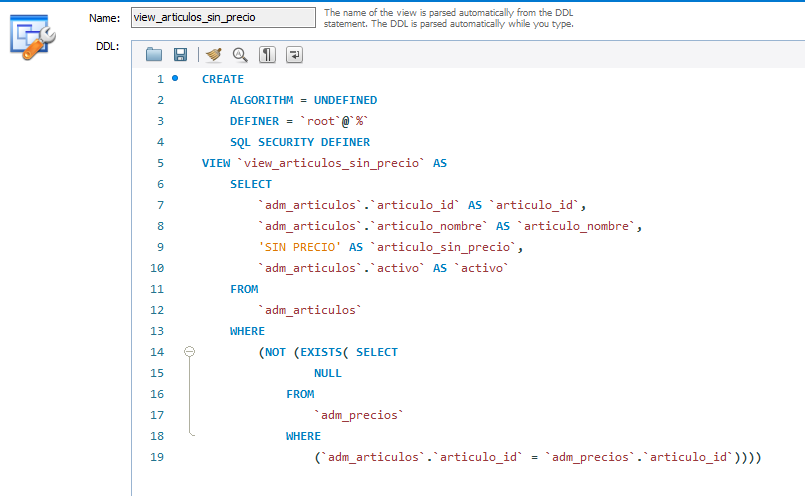 Name:
view_articulos_sin_precio
The name of the view is parsed automatically from the DDL
statement. The DDL is parsed automatically while you type.
DDL:
1 CREATE
2 ALGORITHM = UNDEFINED
3 DEFINER = `root`@`%`
4 SQL SECURITY DEFINER
5 VIEW `view_articulos_sin_precio` AS
6 SELECT
7 `adm_articulos`.`articulo_id` AS `articulo_id`,
8 `adm_articulos`.`articulo_nombre` AS `articulo_nombre`,
9 'SIN PRECIO' AS `articulo_sin_precio`,
10 `adm_articulos`.`activo` AS `activo`
11 FROM
12 `adm_articulos`
13 WHERE
14 (NOT (EXISTS( SELECT
15 NULL
16 FROM
17 `adm_precios`
18 WHERE
19 (`adm_articulos`.`articulo_id` = `adm_precios`.`articulo_id`))))